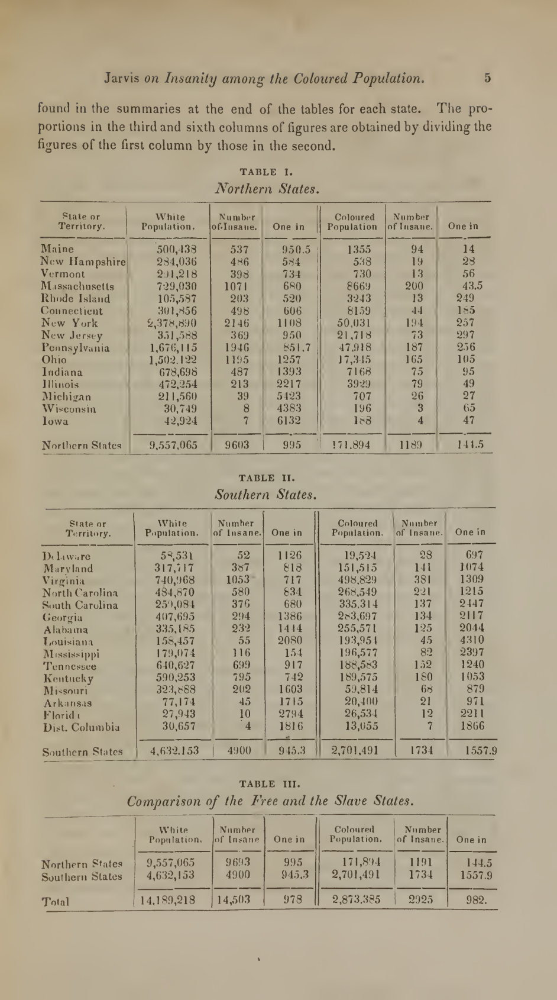 Jarvis on Insanity among the Coloured Population. 5
found in the summaries at the end of the tables for each state. The pro-
portions in the third and sixth columns of figures are obtained by dividing the
figures of the first column by those in the second.
TABLE I.
Northern States.
State or Territory. White Population. Number of Insane. One in Coloured Population Number of Insane. One in
Maine 500,438 537 950.5 1355 94 14
New Hampshire 284,036 486 584 538 19 28
Vermont 291,218 398 734 730 13 56
Massachusetts 729,030 1071 680 8669 200 43.5
Rhode Island 105,587 203 520 3243 13 249
Connecticut 301,856 498 606 8159 44 185
New York 2,378,890 2146 1108 50,031 194 257
New Jersey 351,588 369 950 21,718 73 297
Pennsylvania 1,676,115 1946 851.7 47,918 187 256
Ohio 1,502.122 1195 1257 17,345 165 105
Indiana 678,698 487 1393 7168 75 95
Illinois 472,254 213 2217 3929 79 49
Michigan 211,560 39 5423 707 26 27
Wisconsin 30,749 8 4383 196 3 65
Iowa 42,924 7 6132 188 4 47
Northern States 9,557,065 9603 995 171,894 1189 144.5
TABLE II.
Southern States.
State or Territory. White Population. Number of Insane. One in Coloured Population. Number of Insane. One in
Delaware 58,531 52 1126 19,524 28 697
Maryland 317,717 387 818 151,515 141 1074
Virginia 740,968 1053 717 498,829 381 1309
North Carolina 484,870 580 834 268,549 221 1215
South Carolina 259,084 376 680 335,314 137 2447
Georgia 407,695 294 1386 283,697 134 2117
Alabama 335,185 232 1444 255,571 125 2044
Louisiana 158,457 55 2080 193,954 45 4310
Mississippi 179,074 116 154 196,577 82 2397
Tennessee 640,627 699 917 188,583 152 1240
Kentucky 590,253 795 742 189,575 180 1053
Missouri 323,888 202 1603 59,814 68 879
Arkansas 77,174 45 1715 20,400 21 971
Florida 27,943 10 2794 26,534 12 2211
Dist. Columbia 30,657 4 1816 13,055 7 1866
Southern States 4,632,153 4900 945.3 2,701,491 1734 1557.9
TABLE III.
Comparison of the Free and the Slave States.
White Population. Number of Insane One in Coloured Population. Number of Insane. One in
Northern States 9,557,065 9693 995 171,894 1191 144.5
Southern States 4,632,153 4900 945.3 2,701,491 1734 1557.9
Total 14,189,218 14,503 978 2,873,385 2925 982.